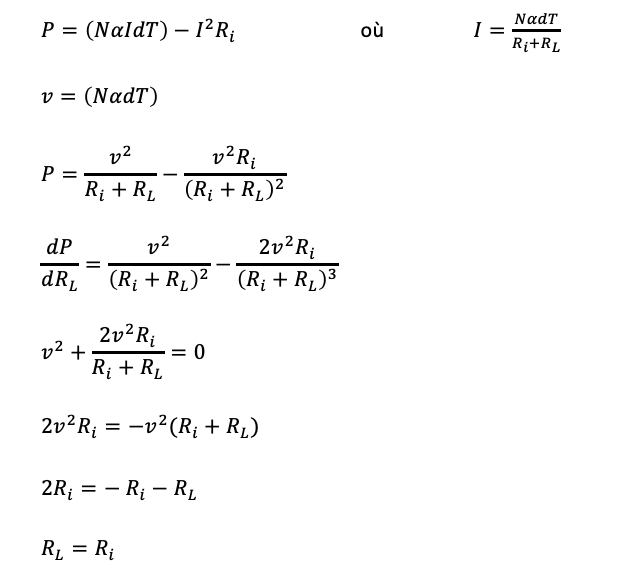 P = (NαIdT) − I²Rᵢ où I = NαdT / (Rᵢ+R_L)
v = (NαdT)
P = v² / (Rᵢ + R_L) − v²Rᵢ / (Rᵢ + R_L)²
dP / dR_L = v² / (Rᵢ + R_L)² − 2v²Rᵢ / (Rᵢ + R_L)³
v² + 2v²Rᵢ / (Rᵢ + R_L) = 0
2v²Rᵢ = −v²(Rᵢ + R_L)
2Rᵢ = − Rᵢ − R_L
R_L = Rᵢ